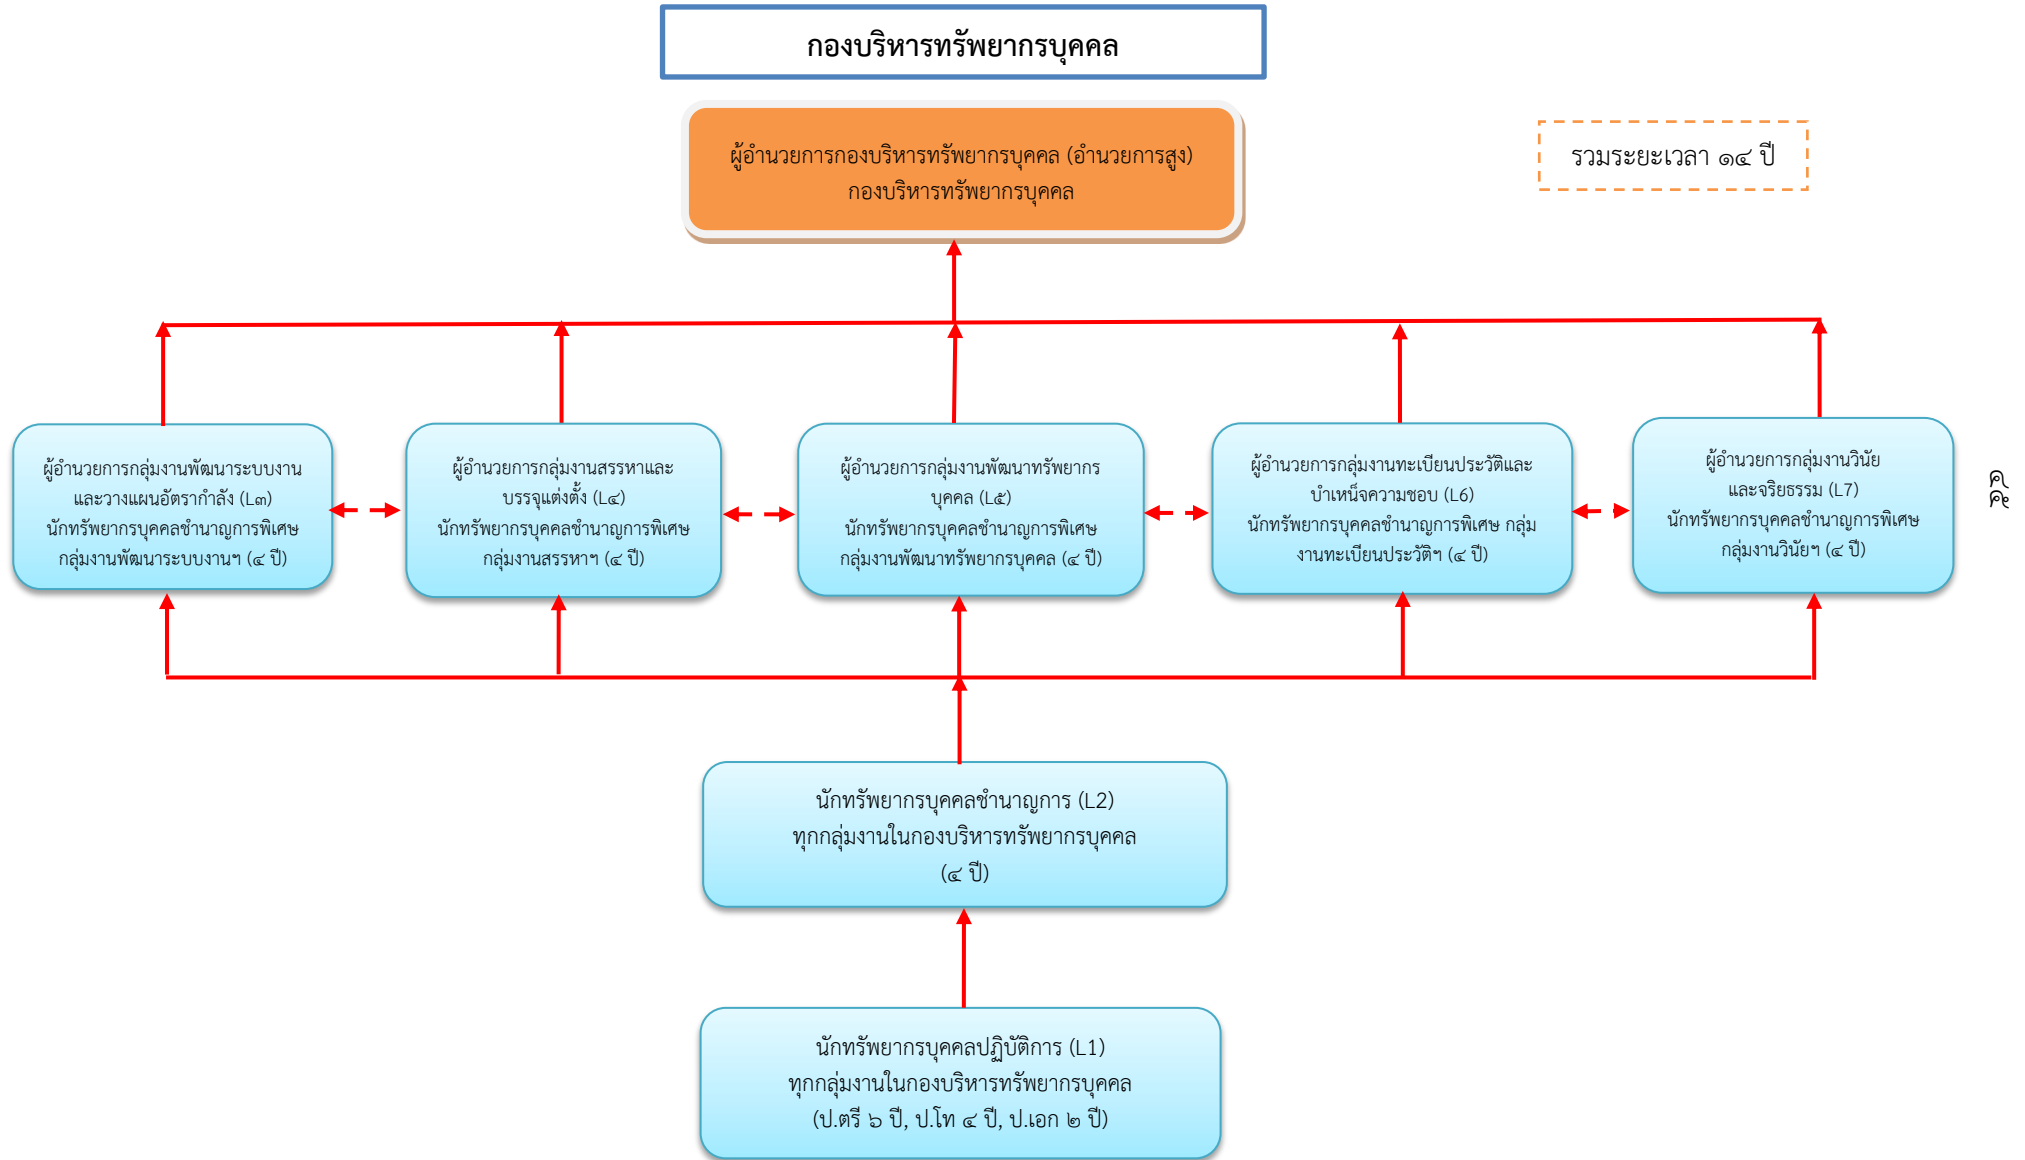 กองบริหารทรัพยากรบุคคล
ผู้อำนวยการกองบริหารทรัพยากรบุคคล (อำนวยการสูง)
กองบริหารทรัพยากรบุคคล
รวมระยะเวลา ๑๔ ปี
ผู้อำนวยการกลุ่มงานพัฒนาระบบงาน
และวางแผนอัตรากำลัง (L๓)
นักทรัพยากรบุคคลชำนาญการพิเศษ
กลุ่มงานพัฒนาระบบงานฯ (๔ ปี)
ผู้อำนวยการกลุ่มงานสรรหาและ
บรรจุแต่งตั้ง (L๔)
นักทรัพยากรบุคคลชำนาญการพิเศษ
กลุ่มงานสรรหาฯ (๔ ปี)
ผู้อำนวยการกลุ่มงานพัฒนาทรัพยากร
บุคคล (L๕)
นักทรัพยากรบุคคลชำนาญการพิเศษ
กลุ่มงานพัฒนาทรัพยากรบุคคล (๔ ปี)
ผู้อำนวยการกลุ่มงานทะเบียนประวัติและ
บำเหน็จความชอบ (L6)
นักทรัพยากรบุคคลชำนาญการพิเศษ กลุ่ม
งานทะเบียนประวัติฯ (๔ ปี)
ผู้อำนวยการกลุ่มงานวินัย
และจริยธรรม (L7)
นักทรัพยากรบุคคลชำนาญการพิเศษ
กลุ่มงานวินัยฯ (๔ ปี)
นักทรัพยากรบุคคลชำนาญการ (L2)
ทุกกลุ่มงานในกองบริหารทรัพยากรบุคคล
(๔ ปี)
นักทรัพยากรบุคคลปฏิบัติการ (L1)
ทุกกลุ่มงานในกองบริหารทรัพยากรบุคคล
(ป.ตรี ๖ ปี, ป.โท ๔ ปี, ป.เอก ๒ ปี)